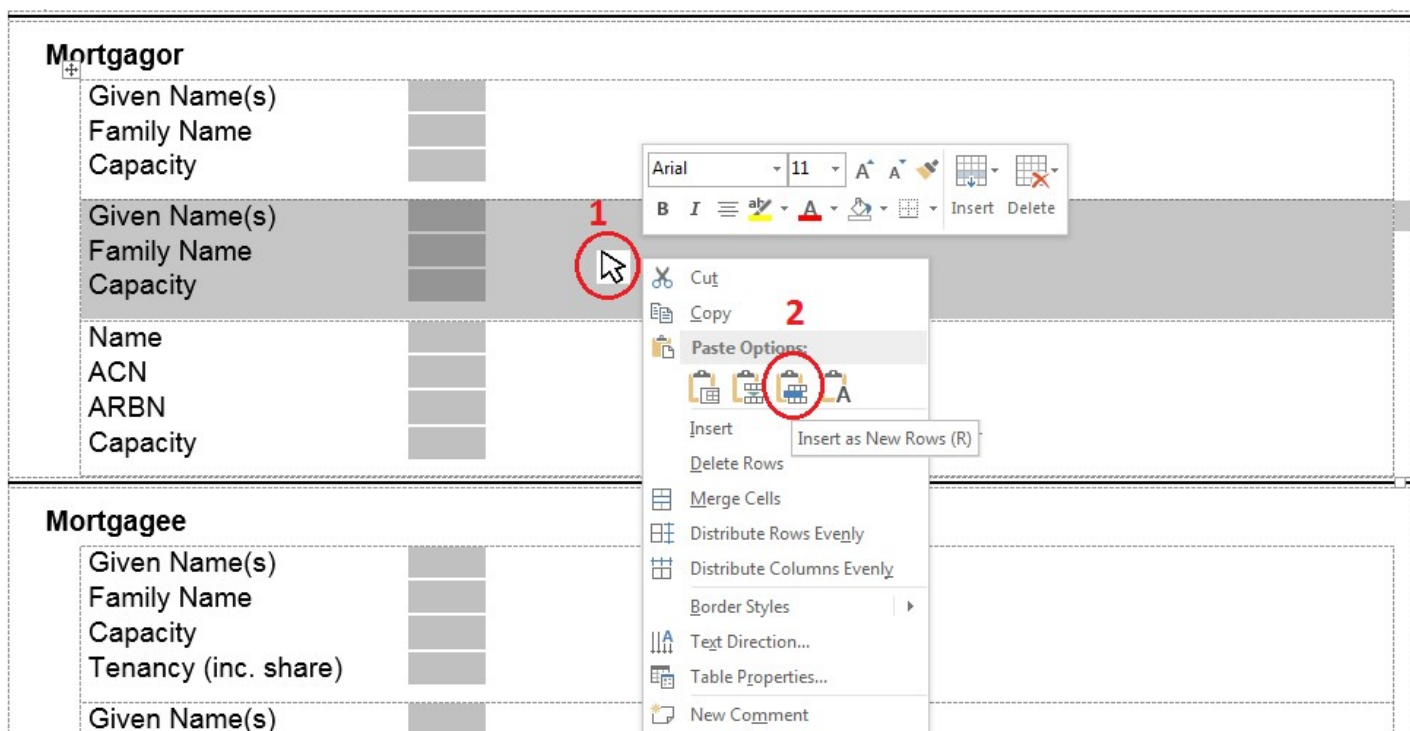 Mortgagor
Given Name(s)
Family Name
Capacity
Given Name(s)
Family Name
Capacity
Name
ACN
ARBN
Capacity
Mortgagee
Given Name(s)
Family Name
Capacity
Tenancy (inc. share)
Given Name(s)
1
Arial 11 A A
B I aby A Insert Delete
Cut
Copy
2
Paste Options:
A
Insert
Insert as New Rows (R)
Delete Rows
Merge Cells
Distribute Rows Evenly
Distribute Columns Evenly
Border Styles
Text Direction...
Table Properties...
New Comment